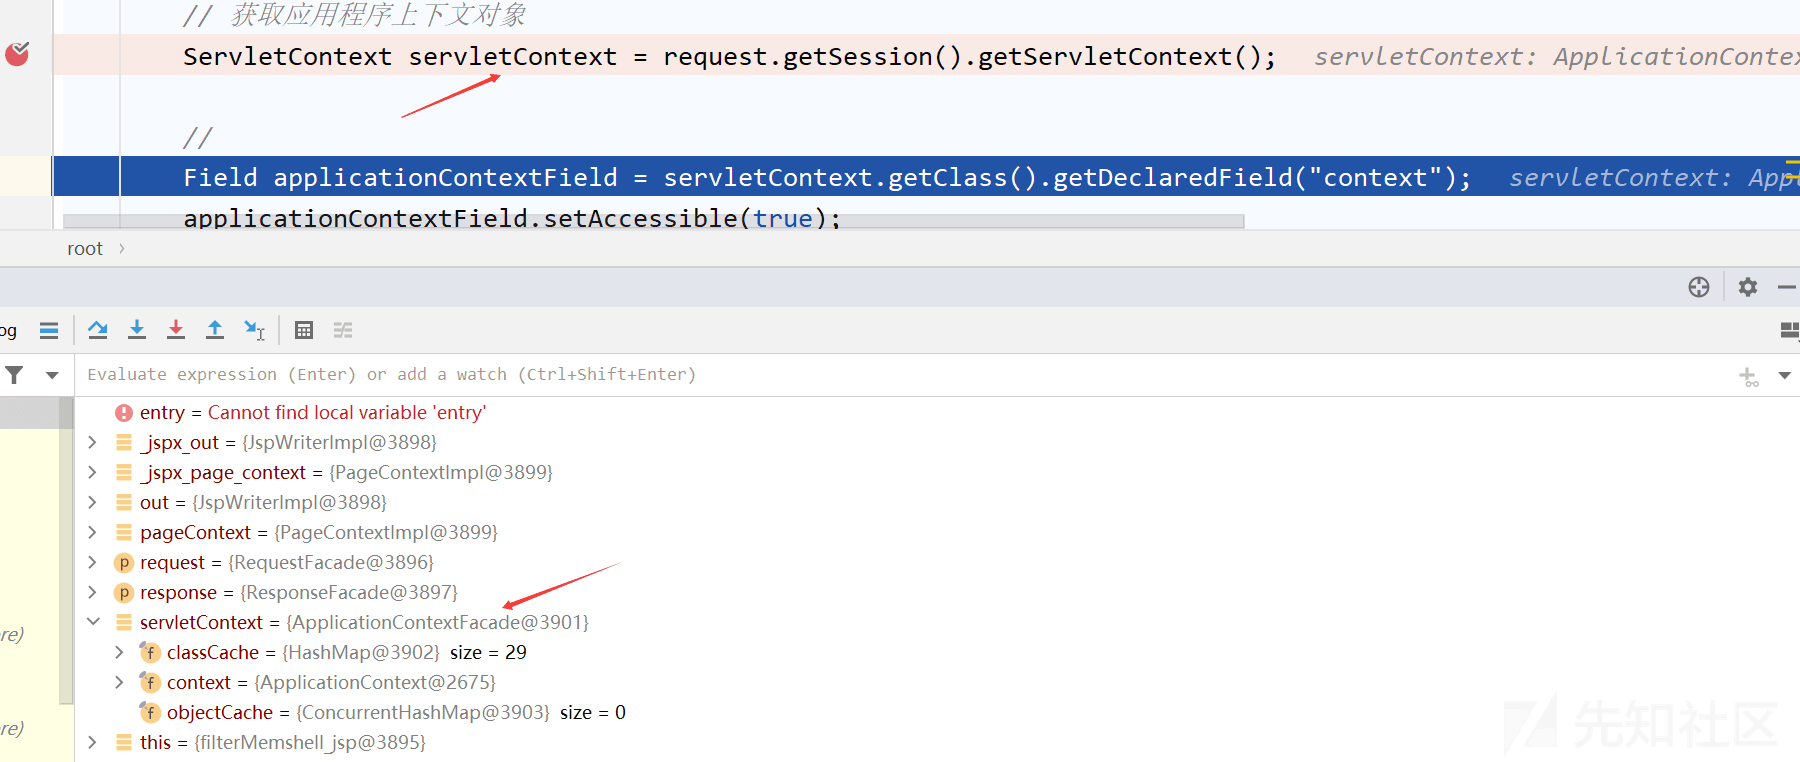 // 获取应用程序上下文对象
ServletContext servletContext = request.getSession().getServletContext(); servletContext: ApplicationContex
//
Field applicationContextField = servletContext.getClass().getDeclaredField("context"); servletContext: Appl
applicationContextField.setAccessible(true);
root
og
Evaluate expression (Enter) or add a watch (Ctrl+Shift+Enter)
entry = Cannot find local variable 'entry'
_jspx_out = {JspWriterImpl@3898}
_jspx_page_context = {PageContextImpl@3899}
out = {JspWriterImpl@3898}
pageContext = {PageContextImpl@3899}
p request = {RequestFacade@3896}
p response = {ResponseFacade@3897}
servletContext = {ApplicationContextFacade@3901}
re)
f classCache = {HashMap@3902} size = 29
f context = {ApplicationContext@2675}
f objectCache = {ConcurrentHashMap@3903} size = 0
re)
this = {filterMemshell_jsp@3895}
先知社区